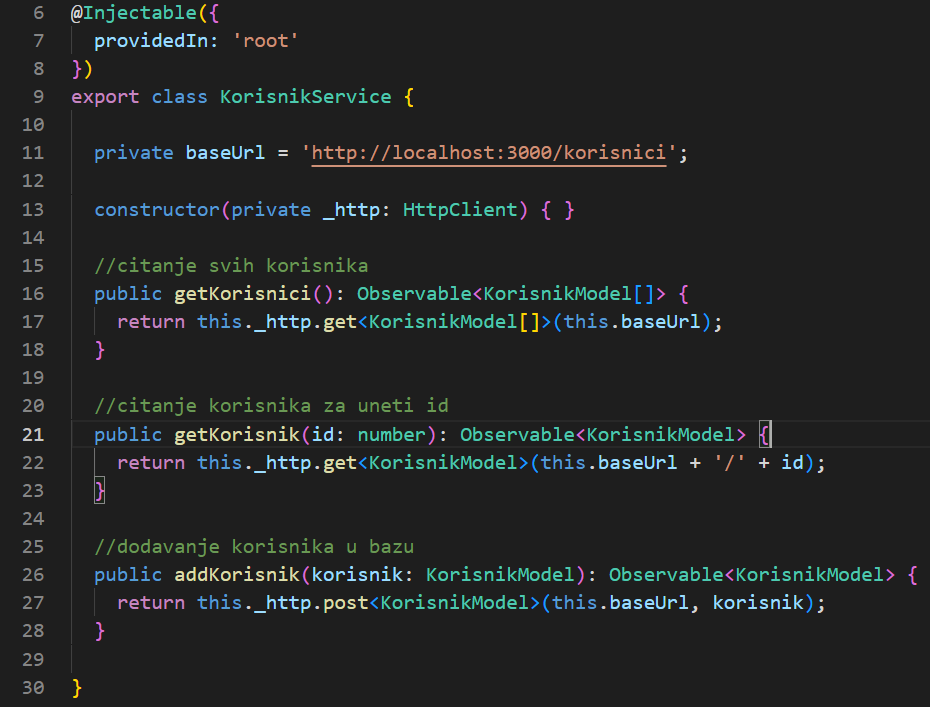 6 @Injectable({
7   providedIn: 'root'
8 })
9 export class KorisnikService {
10
11   private baseUrl = 'http://localhost:3000/korisnici';
12
13   constructor(private _http: HttpClient) { }
14
15   //citanje svih korisnika
16   public getKorisnici(): Observable<KorisnikModel[]> {
17     return this._http.get<KorisnikModel[]>(this.baseUrl);
18   }
19
20   //citanje korisnika za uneti id
21   public getKorisnik(id: number): Observable<KorisnikModel> {
22     return this._http.get<KorisnikModel>(this.baseUrl + '/' + id);
23   }
24
25   //dodavanje korisnika u bazu
26   public addKorisnik(korisnik: KorisnikModel): Observable<KorisnikModel> {
27     return this._http.post<KorisnikModel>(this.baseUrl, korisnik);
28   }
29
30 }